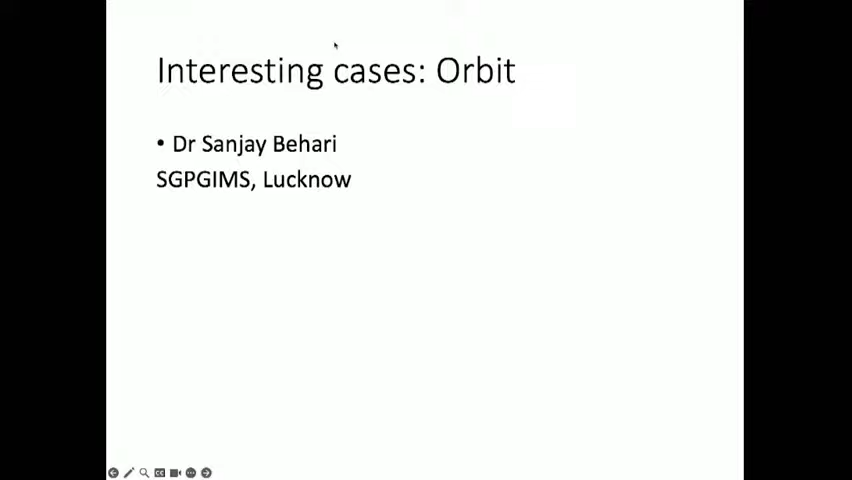 Interesting cases: Orbit
• Dr Sanjay Behari
SGPGIMS, Lucknow